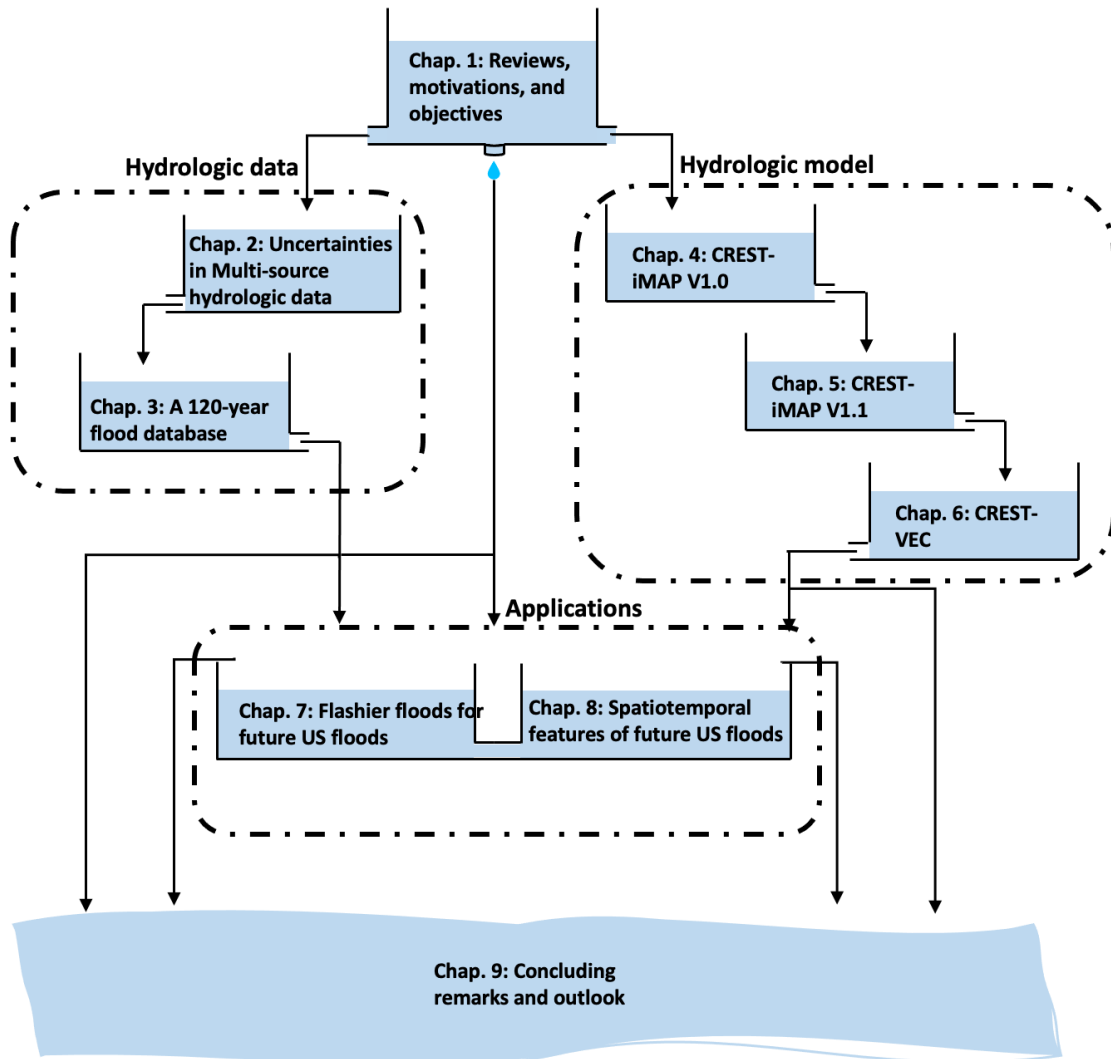 Chap. 1: Reviews,
motivations, and
objectives
Hydrologic data
Hydrologic model
Chap. 2: Uncertainties
in Multi-source
hydrologic data
Chap. 3: A 120-year
flood database
Chap. 4: CREST-
iMAP V1.0
Chap. 5: CREST-
iMAP V1.1
Chap. 6: CREST-
VEC
Applications
Chap. 7: Flashier floods for
future US floods
Chap. 8: Spatiotemporal
features of future US floods
Chap. 9: Concluding
remarks and outlook